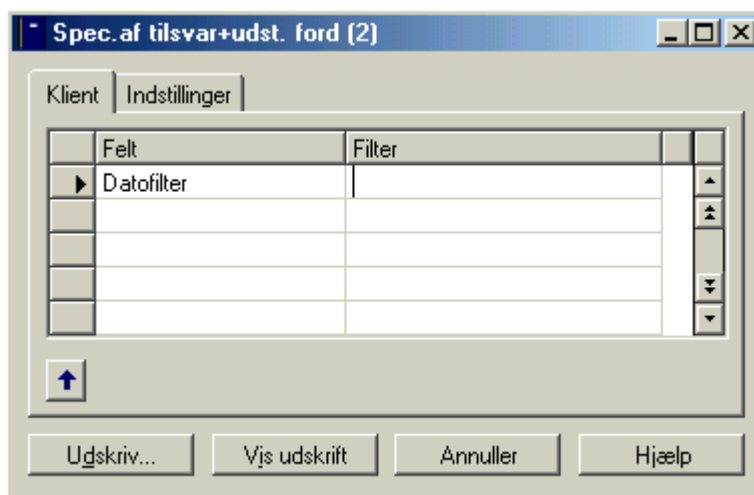 Spec.af tilsvar+udst. ford (2)
Klient Indstillinger
Felt Filter
Datofilter
Udskriv... Vis udskrift Annuller Hjælp